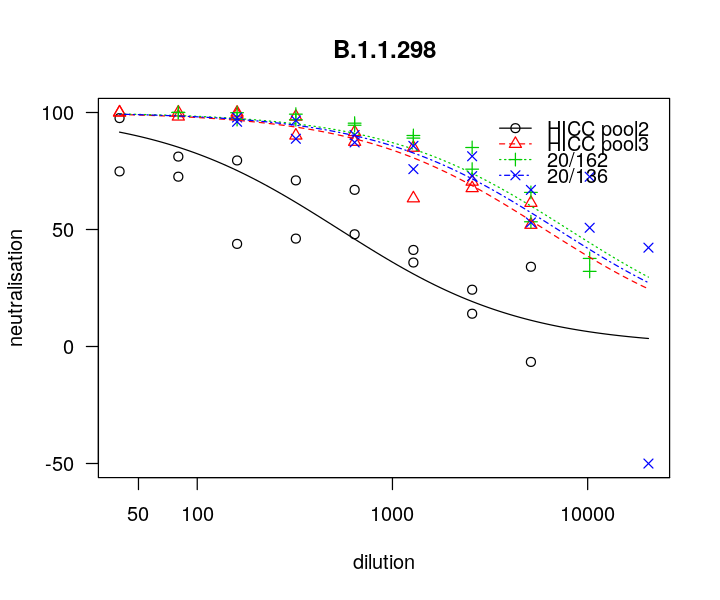 B.1.1.298
HICC pool2
HICC pool3
20/162
20/136
neutralisation
100
50
0
-50
50 100 1000 10000
dilution